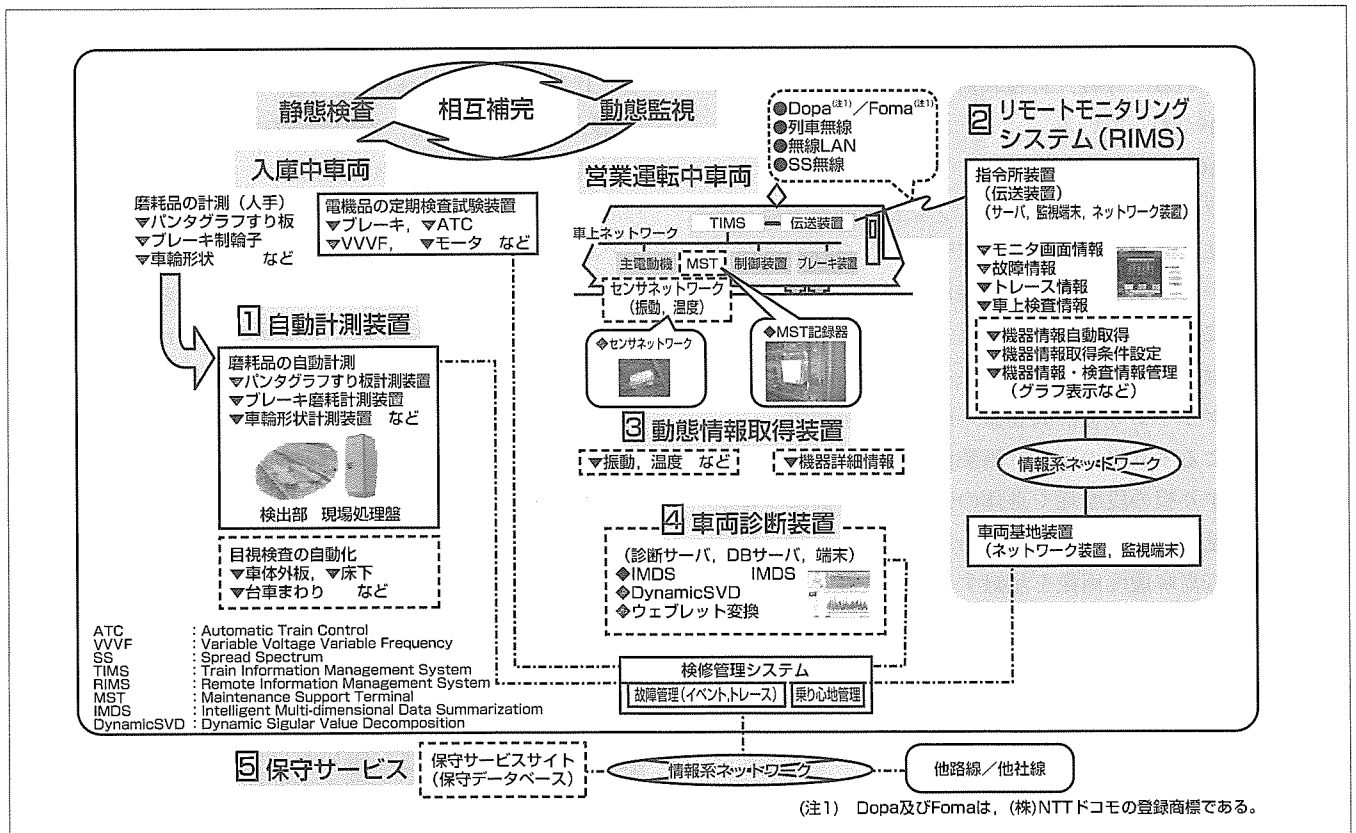 静態検査
相互補完
動態監視
●Dopa(注1)／Foma(注1)
●列車無線
●無線LAN
●SS無線
2 リモートモニタリング
システム(RIMS)
入庫中車両
磨耗品の計測（人手）
▼パンタグラフすり板
▼ブレーキ制輪子
▼車輪形状　など
電機品の定期検査試験装置
▼ブレーキ, ▼ATC
▼VVVF, ▼モータ など
営業運転中車両
車上ネットワーク
TIMS
伝送装置
主電動機
MST
制御装置
ブレーキ装置
センサネットワーク
（振動, 温度）
◆センサネットワーク
◆MST記録器
指令所装置
（伝送装置）
（サーバ, 監視端末, ネットワーク装置）
▼モニタ画面情報
▼故障情報
▼トレース情報
▼車上検査情報
▼機器情報自動取得
▼機器情報取得条件設定
▼機器情報・検査情報管理
（グラフ表示など）
情報系ネットワーク
車両基地装置
（ネットワーク装置, 監視端末）
1 自動計測装置
磨耗品の自動計測
▼パンタグラフすり板計測装置
▼ブレーキ磨耗計測装置
▼車輪形状計測装置　など
検出部　現場処理盤
目視検査の自動化
▼車体外板, ▼床下
▼台車まわり　など
3 動態情報取得装置
▼振動, 温度 など
▼機器詳細情報
4 車両診断装置
（診断サーバ, DBサーバ, 端末）
◆IMDS　IMDS
◆DynamicSVD
◆ウェブレット変換
ATC : Automatic Train Control
VVVF : Variable Voltage Variable Frequency
SS : Spread Spectrum
TIMS : Train Information Management System
RIMS : Remote Information Management System
MST : Maintenance Support Terminal
IMDS : Intelligent Multi-dimensional Data Summarizatiom
DynamicSVD : Dynamic Sigular Value Decomposition
検修管理システム
故障管理（イベント,トレース）
乗り心地管理
5 保守サービス
保守サービスサイト
（保守データベース）
情報系ネットワーク
他路線／他社線
(注1)　Dopa及びFomaは, (株)NTTドコモの登録商標である。